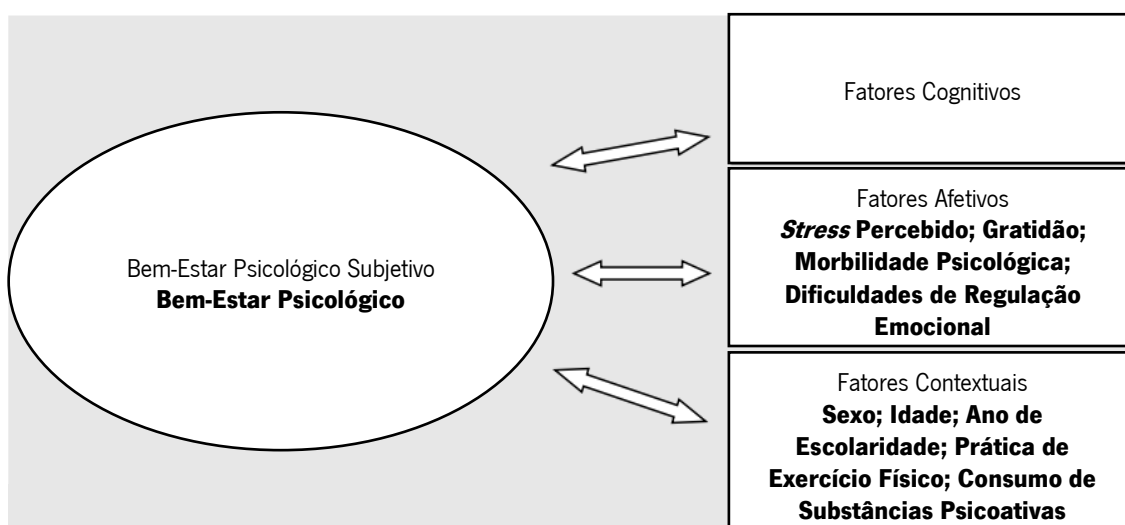 Fatores Cognitivos
Bem-Estar Psicológico Subjetivo
Bem-Estar Psicológico
Fatores Afetivos
Stress Percebido; Gratidão;
Morbilidade Psicológica;
Dificuldades de Regulação
Emocional
Fatores Contextuais
Sexo; Idade; Ano de
Escolaridade; Prática de
Exercício Físico; Consumo de
Substâncias Psicoativas